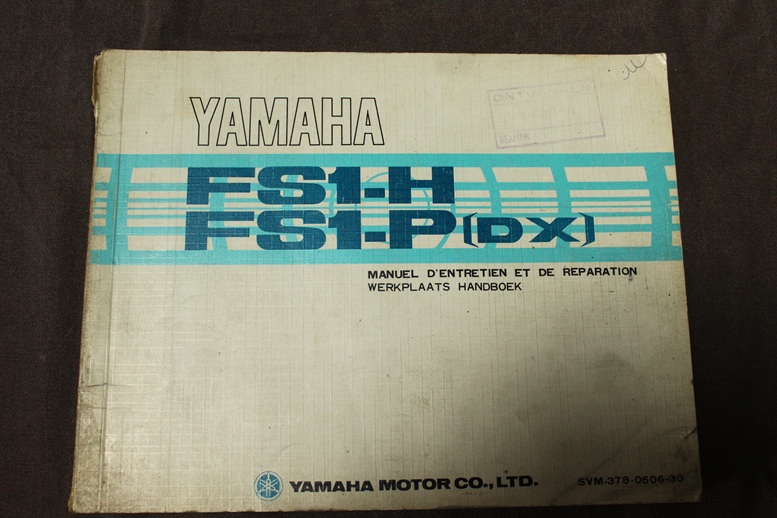 YAMAHA
FS1-H
FS1-P(DX)
MANUEL D'ENTRETIEN ET DE REPARATION
WERKPLAATS HANDBOEK
YAMAHA MOTOR CO., LTD.
SVM-378-0506-30